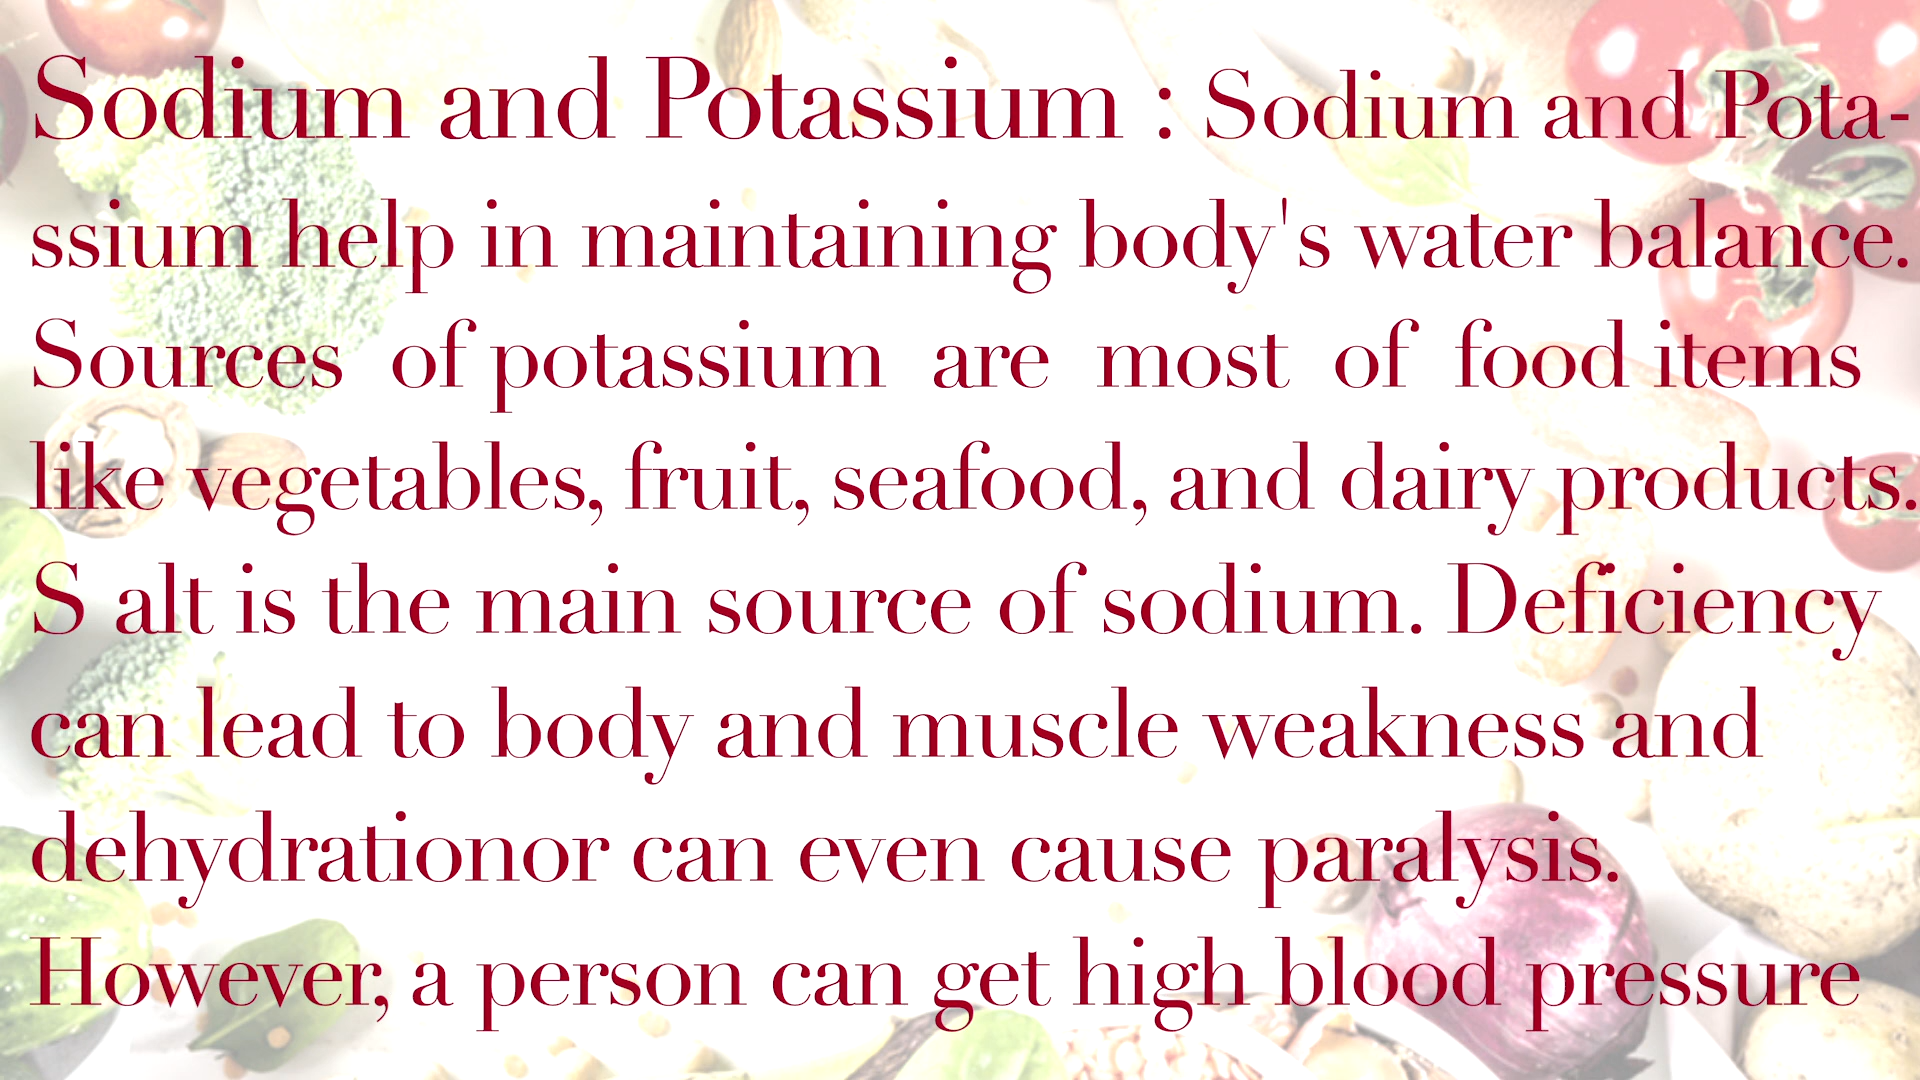 Sodium and Potassium : Sodium and Pota-
ssium help in maintaining body's water balance.
Sources of potassium are most of food items
like vegetables, fruit, seafood, and dairy products.
S alt is the main source of sodium. Deficiency
can lead to body and muscle weakness and
dehydrationor can even cause paralysis.
However, a person can get high blood pressure